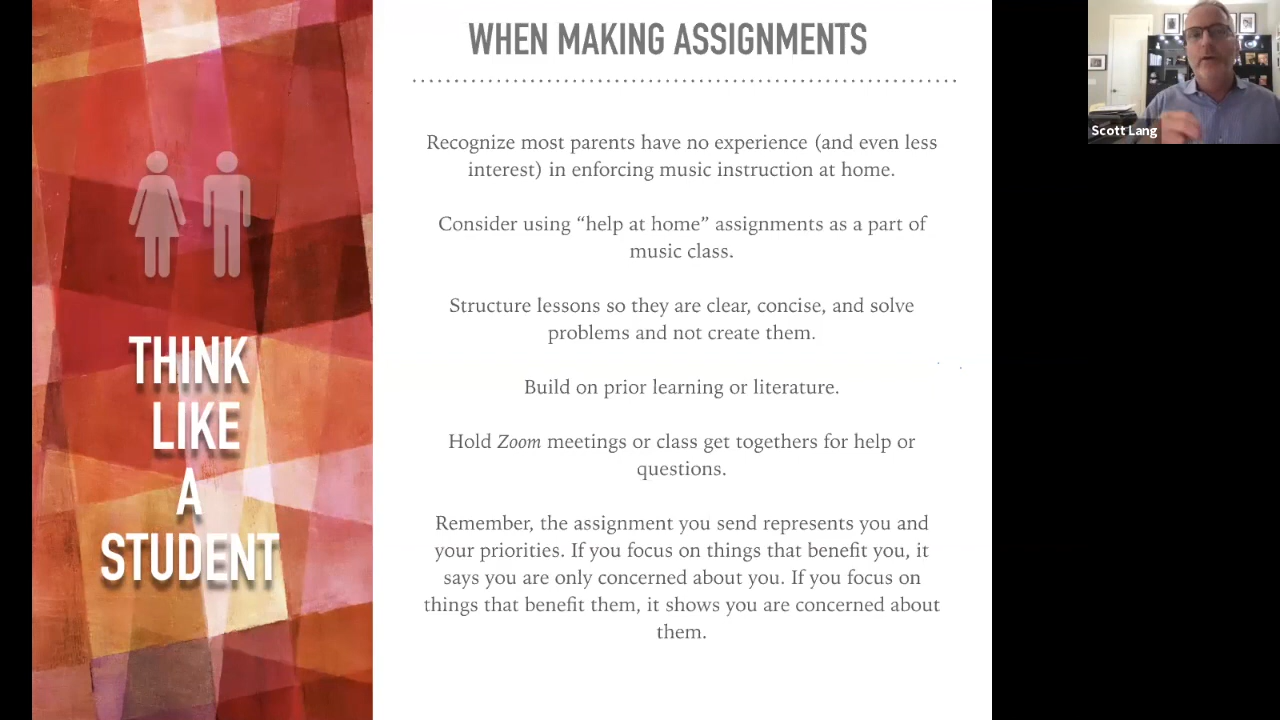 THINK
LIKE
A
STUDENT
WHEN MAKING ASSIGNMENTS
Recognize most parents have no experience (and even less
interest) in enforcing music instruction at home.
Consider using “help at home” assignments as a part of
music class.
Structure lessons so they are clear, concise, and solve
problems and not create them.
Build on prior learning or literature.
Hold Zoom meetings or class get togethers for help or
questions.
Remember, the assignment you send represents you and
your priorities. If you focus on things that benefit you, it
says you are only concerned about you. If you focus on
things that benefit them, it shows you are concerned about
them.
Scott Lang